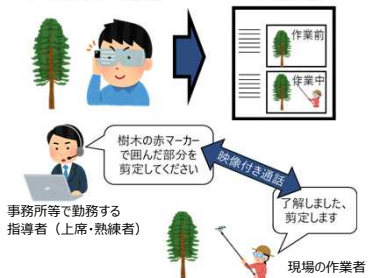 作業前
作業中
樹木の赤マーカー
で囲んだ部分を
剪定してください
映像付き通話
事務所等で勤務する
指導者（上席・熟練者）
了解しました、
剪定します
現場の作業者